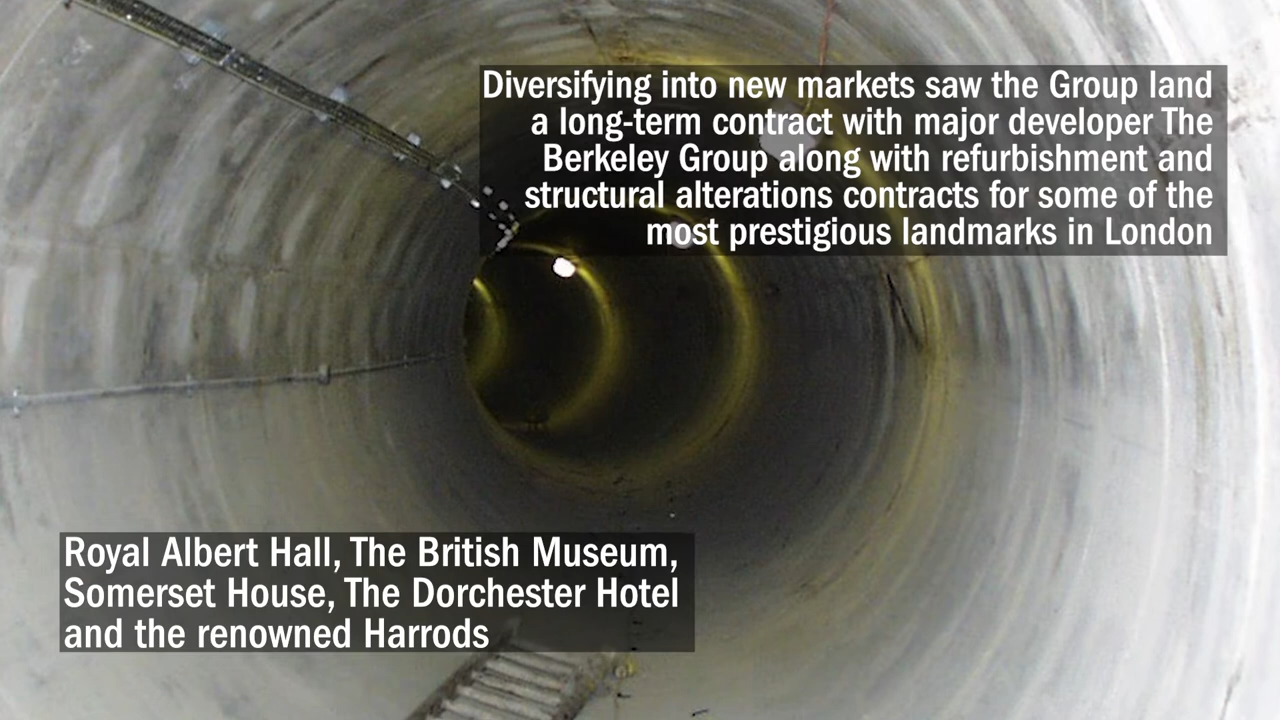 Diversifying into new markets saw the Group land
a long-term contract with major developer The
Berkeley Group along with refurbishment and
structural alterations contracts for some of the
most prestigious landmarks in London
Royal Albert Hall, The British Museum,
Somerset House, The Dorchester Hotel
and the renowned Harrods